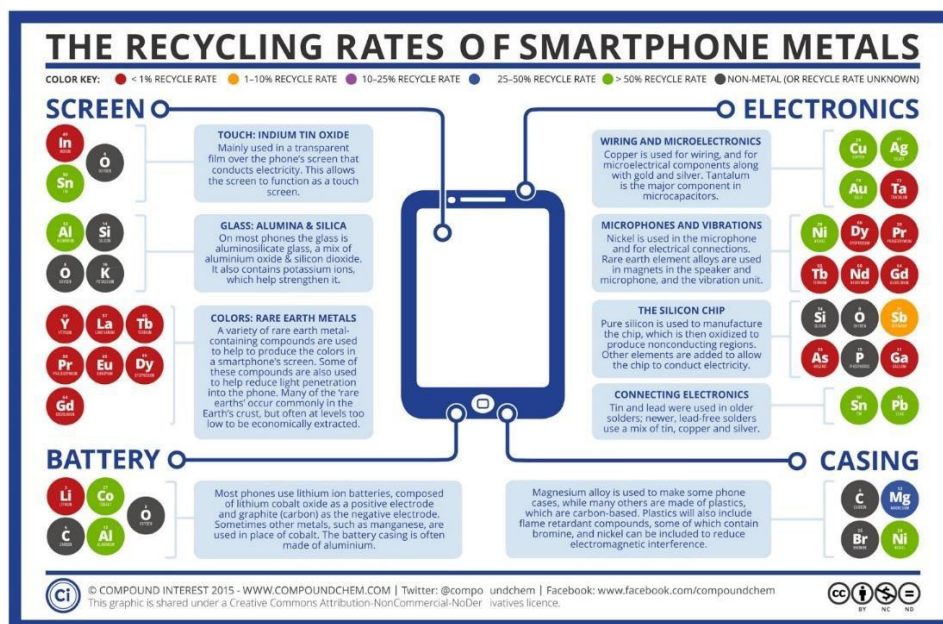 THE RECYCLING RATES OF SMARTPHONE METALS
COLOR KEY: < 1% RECYCLE RATE 1–10% RECYCLE RATE 10–25% RECYCLE RATE 25–50% RECYCLE RATE > 50% RECYCLE RATE NON-METAL (OR RECYCLE RATE UNKNOWN)
SCREEN
In
O
Sn
TOUCH: INDIUM TIN OXIDE
Mainly used in a transparent
film over the phone's screen that
conducts electricity. This allows
the screen to function as a touch
screen.
Al Si
O K
GLASS: ALUMINA & SILICA
On most phones the glass is
aluminosilicate glass, a mix of
aluminium oxide & silicon dioxide.
It also contains potassium ions,
which help strengthen it.
Y La Tb
Pr Eu Dy
Gd
COLORS: RARE EARTH METALS
A variety of rare earth metal-
containing compounds are used
to help to produce the colors in
a smartphone's screen. Some of
these compounds are also used
to help reduce light penetration
into the phone. Many of the 'rare
earths' occur commonly in the
Earth's crust, but often at levels too
low to be economically extracted.
ELECTRONICS
WIRING AND MICROELECTRONICS
Copper is used for wiring, and for
microelectrical components along
with gold and silver. Tantalum
is the major component in
microcapacitors.
Cu Ag
Au Ta
MICROPHONES AND VIBRATIONS
Nickel is used in the microphone
and for electrical connections.
Rare earth element alloys are used
in magnets in the speaker and
microphone, and the vibration unit.
Ni Dy Pr
Tb Nd Gd
THE SILICON CHIP
Pure silicon is used to manufacture
the chip, which is then oxidized to
produce nonconducting regions.
Other elements are added to allow
the chip to conduct electricity.
Si O Sb
As P Ga
CONNECTING ELECTRONICS
Tin and lead were used in older
solders; newer, lead-free solders
use a mix of tin, copper and silver.
Sn Pb
BATTERY
Li Co
O
C Al
Most phones use lithium ion batteries, composed
of lithium cobalt oxide as a positive electrode
and graphite (carbon) as the negative electrode.
Sometimes other metals, such as manganese, are
used in place of cobalt. The battery casing is often
made of aluminium.
CASING
Magnesium alloy is used to make some phone
cases, while many others are made of plastics,
which are carbon-based. Plastics will also include
flame retardant compounds, some of which contain
bromine, and nickel can be included to reduce
electromagnetic interference.
C Mg
Br Ni
Ci
© COMPOUND INTEREST 2015 - WWW.COMPOUNDCHEM.COM | Twitter: @compo undchem | Facebook: www.facebook.com/compoundchem
This graphic is shared under a Creative Commons Attribution-NonCommercial-NoDer ivatives licence.
cc
BY NC ND